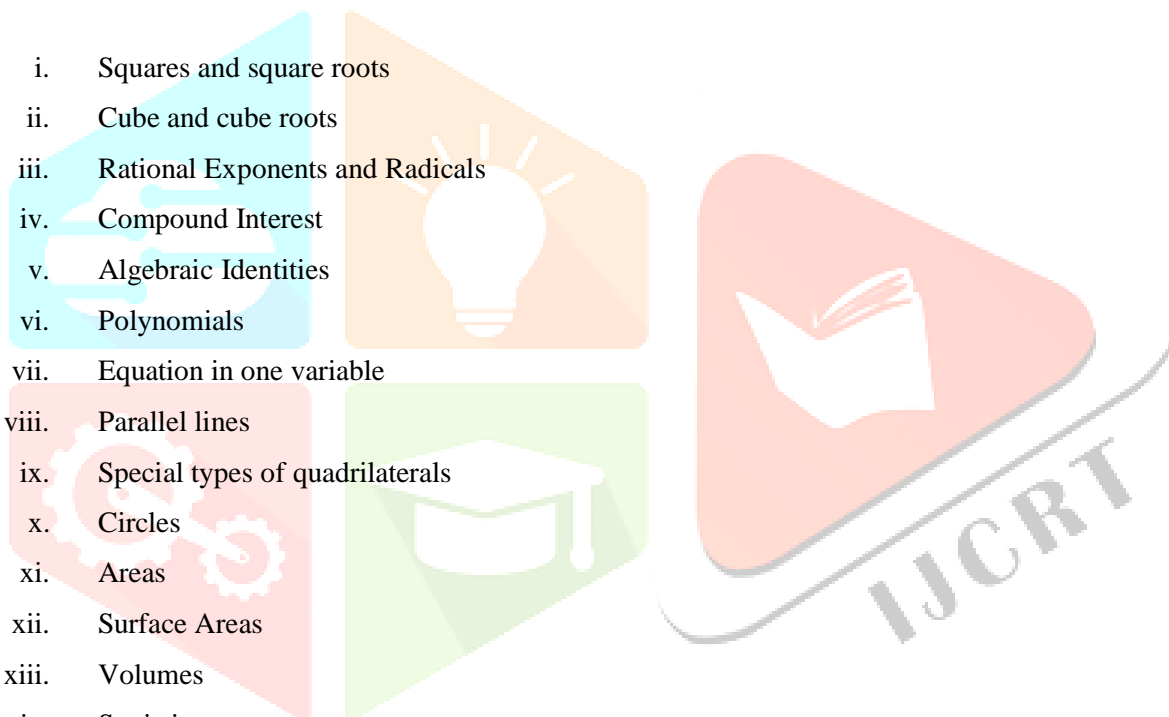 i. Squares and square roots
ii. Cube and cube roots
iii. Rational Exponents and Radicals
iv. Compound Interest
v. Algebraic Identities
vi. Polynomials
vii. Equation in one variable
viii. Parallel lines
ix. Special types of quadrilaterals
x. Circles
xi. Areas
xii. Surface Areas
xiii. Volumes
IJCRT